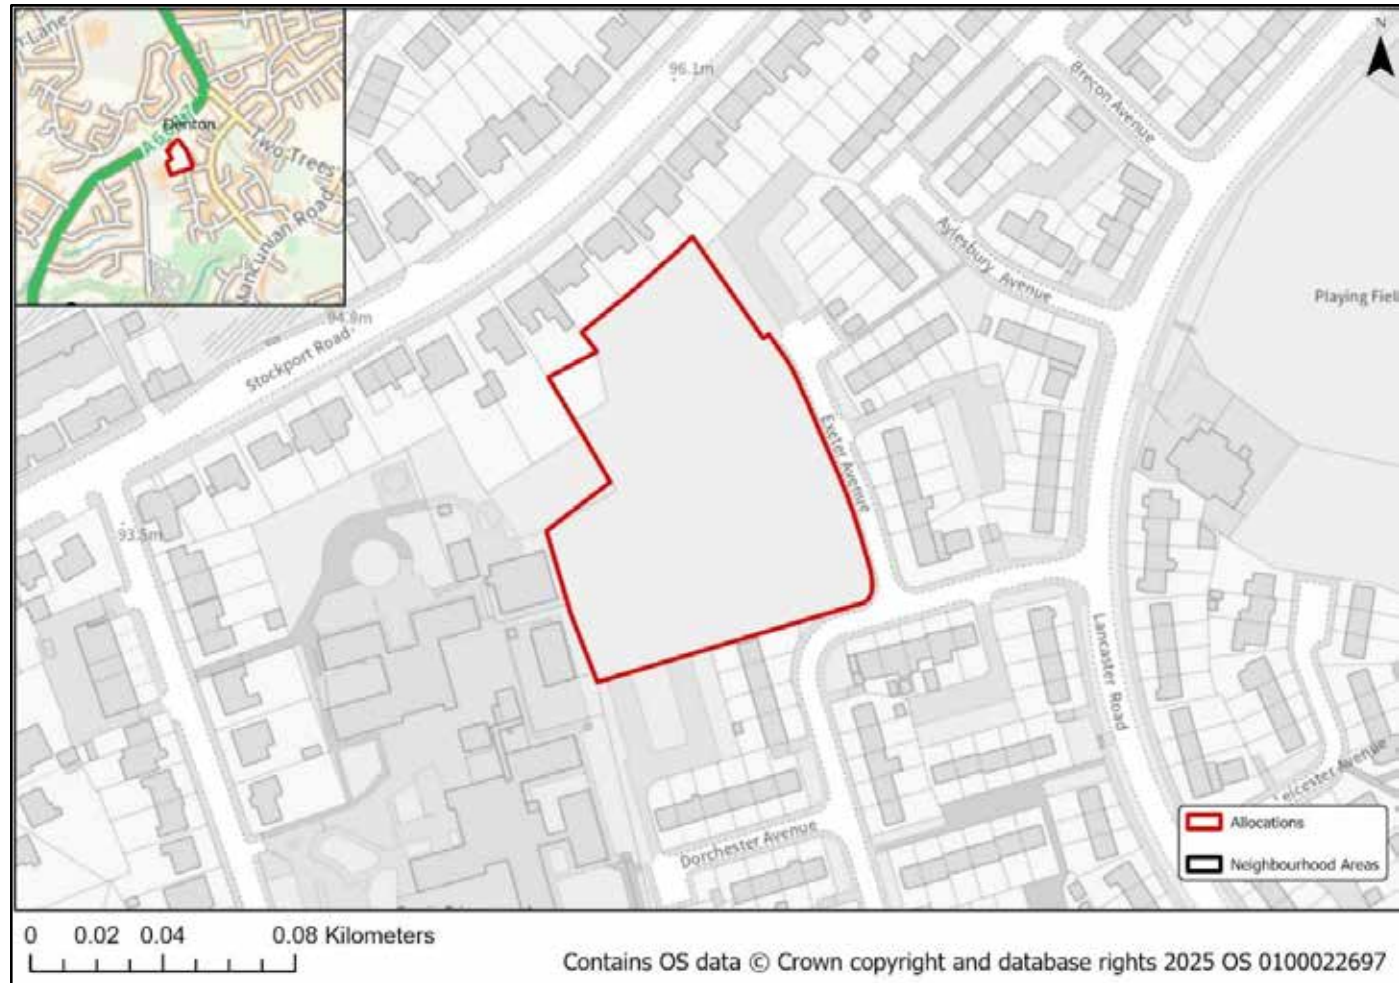 Denton
Two Trees
Lancunian Road
96.1m
N
Brecon Avenue
Aylesbury Avenue
Playing Fiel
94.8m
Stockport Road
Exeter Avenue
93.5m
Lancaster Road
Leicester Avenue
Dorchester Avenue
Allocations
Neighbourhood Areas
0 0.02 0.04 0.08 Kilometers
Contains OS data © Crown copyright and database rights 2025 OS 0100022697